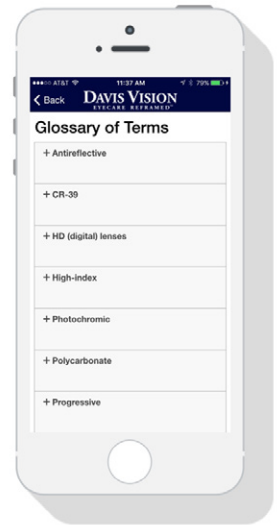 AT&T 11:37 AM 79%
Back DAVIS VISION
EYECARE REFRAMED™
Glossary of Terms
+ Antireflective
+ CR-39
+ HD (digital) lenses
+ High-index
+ Photochromic
+ Polycarbonate
+ Progressive